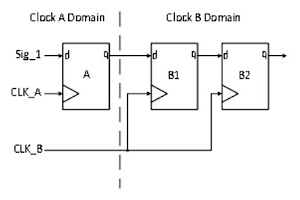 Clock A Domain
Clock B Domain
Sig_1
d
q
d
q
d
q
A
B1
B2
CLK_A
CLK_B